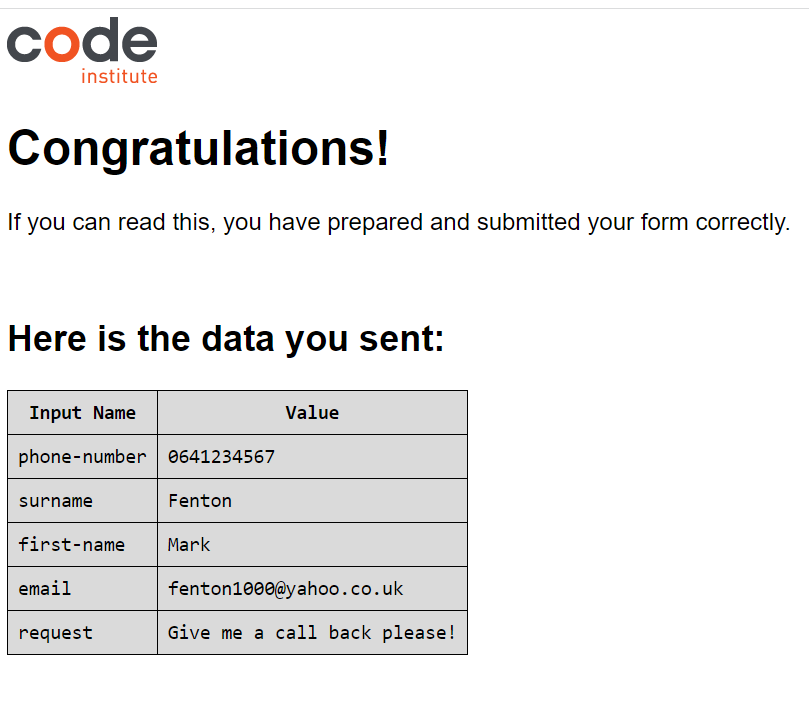 code
institute
Congratulations!
If you can read this, you have prepared and submitted your form correctly.
Here is the data you sent:
Input Name Value
phone-number 0641234567
surname Fenton
first-name Mark
email fenton1000@yahoo.co.uk
request Give me a call back please!